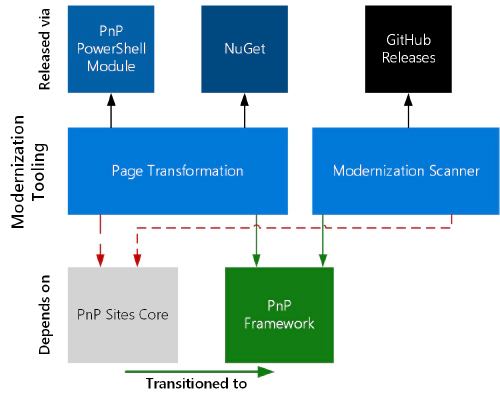 Released via
PnP
PowerShell
Module
NuGet
GitHub
Releases
Modernization
Tooling
Page Transformation
Modernization Scanner
Depends on
PnP Sites Core
PnP
Framework
Transitioned to